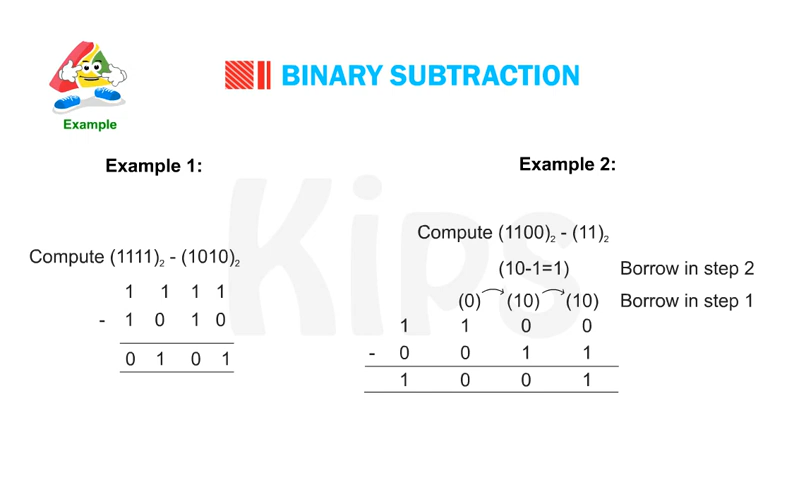 BINARY SUBTRACTION
Example
Example 1:
Compute (1111)₂ - (1010)₂
1 1 1 1
- 1 0 1 0
0 1 0 1
Example 2:
Compute (1100)₂ - (11)₂
(10-1=1) Borrow in step 2
(0) (10) (10) Borrow in step 1
1 1 0 0
- 0 0 1 1
1 0 0 1
Kips